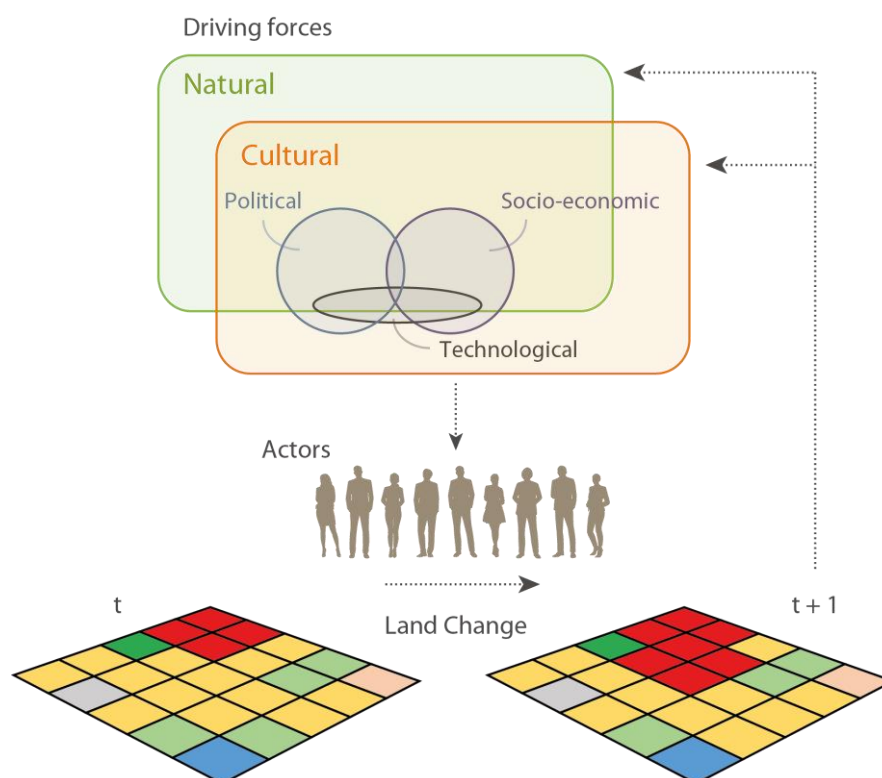 Driving forces
Natural
Cultural
Political
Socio-economic
Technological
Actors
t
t + 1
Land Change